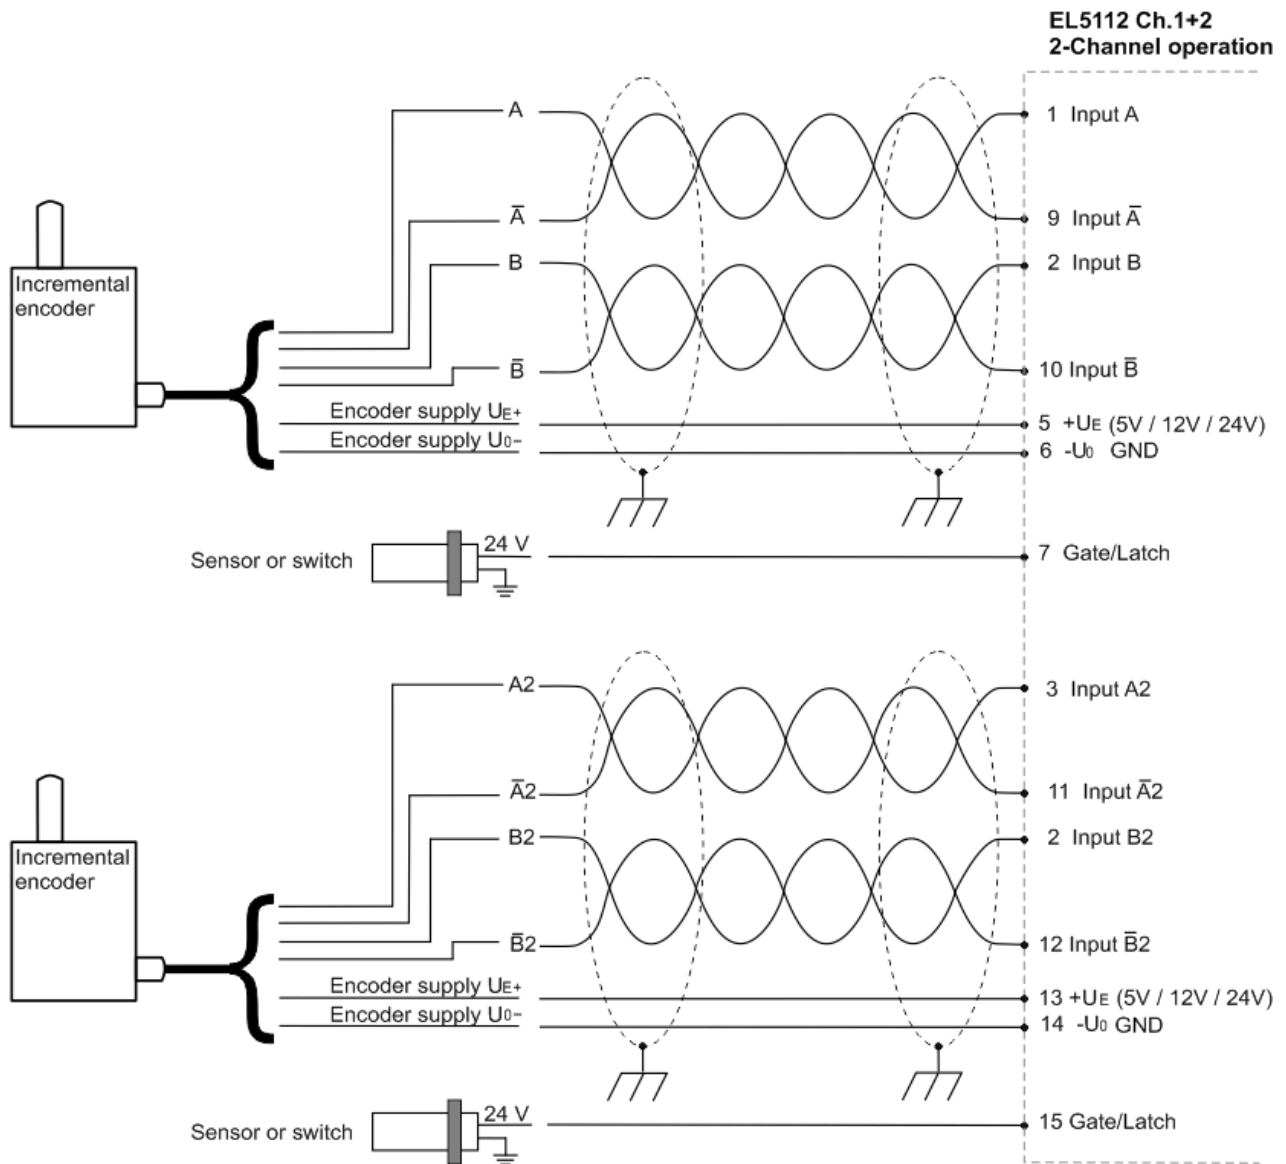 EL5112 Ch.1+2
2-Channel operation
A
1 Input A
A̅
9 Input A̅
B
2 Input B
Incremental
encoder
B̅
10 Input B̅
Encoder supply UE+
5 +UE (5V / 12V / 24V)
Encoder supply U0–
6 -U0 GND
Sensor or switch
24 V
7 Gate/Latch
A2
3 Input A2
A̅2
11 Input A̅2
B2
2 Input B2
Incremental
encoder
B̅2
12 Input B̅2
Encoder supply UE+
13 +UE (5V / 12V / 24V)
Encoder supply U0–
14 -U0 GND
Sensor or switch
24 V
15 Gate/Latch